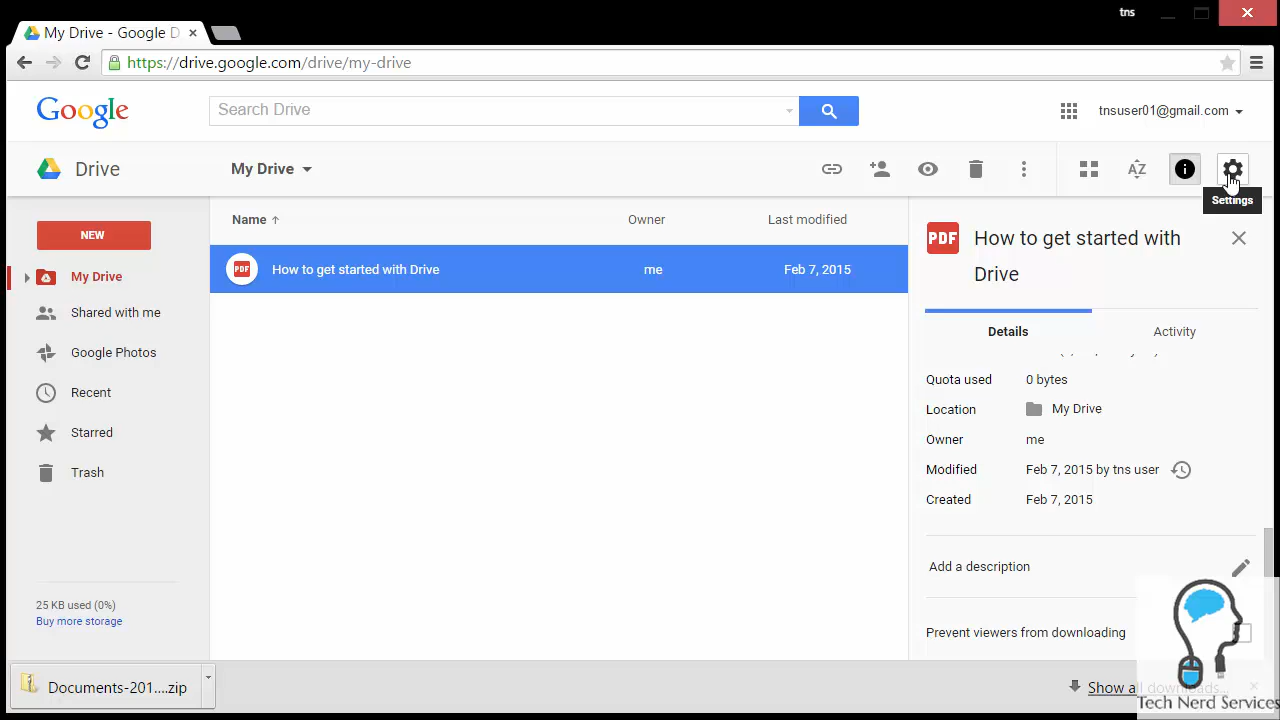 tns
My Drive - Google D
https://drive.google.com/drive/my-drive
Google
Search Drive
tnsuser01@gmail.com
Drive
My Drive
Settings
NEW
My Drive
Shared with me
Google Photos
Recent
Starred
Trash
25 KB used (0%)
Buy more storage
Name
Owner
Last modified
PDF
How to get started with Drive
me
Feb 7, 2015
PDF
How to get started with
Drive
Details
Activity
Quota used
0 bytes
Location
My Drive
Owner
me
Modified
Feb 7, 2015 by tns user
Created
Feb 7, 2015
Add a description
Prevent viewers from downloading
Documents-201....zip
Show all downloads...
Tech Nerd Services